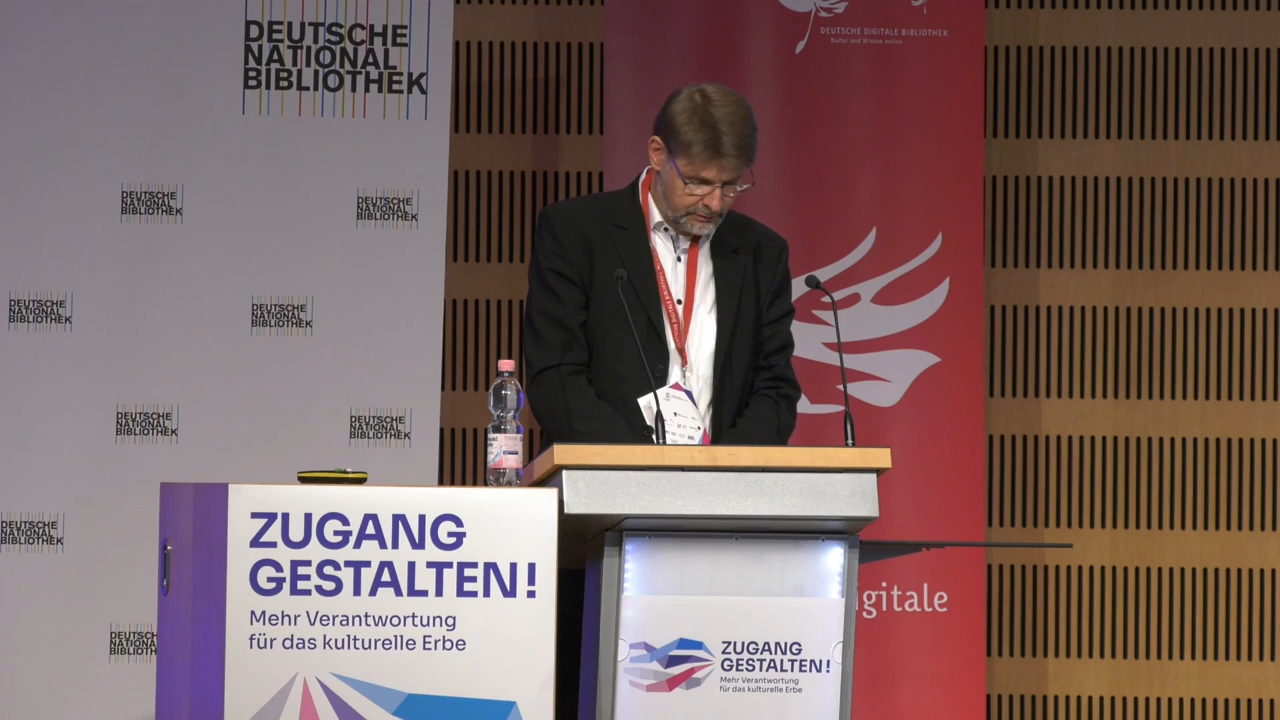 DEUTSCHE
NATIONAL
BIBLIOTHEK
DEUTSCHE DIGITALE BIBLIOTHEK
Kultur und Wissen online
DEUTSCHE
NATIONAL
BIBLIOTHEK
DEUTSCHE
NATIONAL
BIBLIOTHEK
DEUTSCHE
NATIONAL
BIBLIOTHEK
DEUTSCHE
NATIONAL
BIBLIOTHEK
DEUTSCHE
NATIONAL
BIBLIOTHEK
DEUTSCHE
NATIONAL
BIBLIOTHEK
DEUTSCHE
NATIONAL
BIBLIOTHEK
DEUTSCHE
NATIONA
BIBLIOTH
ZUGANG
GESTALTEN!
Mehr Verantwortung
für das kulturelle Erbe
igitale
ZUGANG
GESTALTEN!
Mehr Verantwortung
für das kulturelle Erbe